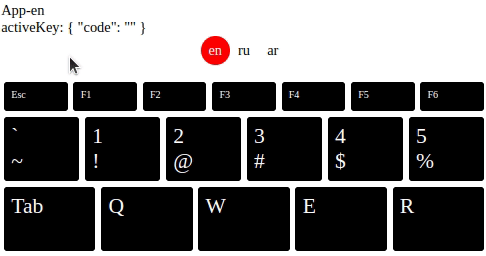 App-en
activeKey: { "code": "" }
en ru ar
Esc F1 F2 F3 F4 F5 F6
` 1 2 3 4 5
~ ! @ # $ %
Tab Q W E R